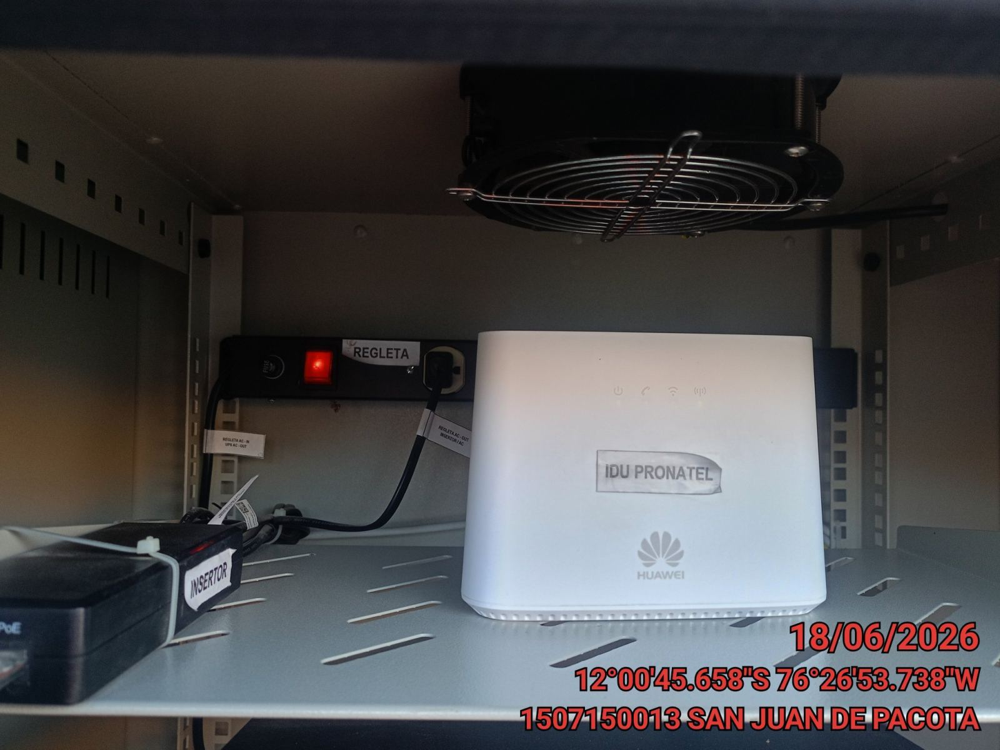 FUSE
REGLETA
REGLETA AC - IN
UPS AC - OUT
REGLETA AC - OUT
INSERTOR / AC
IDU PRONATEL
HUAWEI
INSERTOR
PoE
18/06/2026
12°00'45.658"S 76°26'53.738"W
1507150013 SAN JUAN DE PACOTA